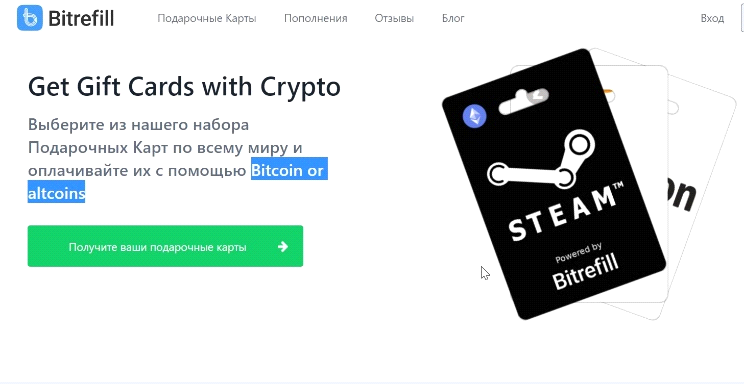 Bitrefill
Подарочные Карты Пополнения Отзывы Блог Вход
Get Gift Cards with Crypto
Выберите из нашего набора
Подарочных Карт по всему миру и
оплачивайте их с помощью Bitcoin or
altcoins
Получите ваши подарочные карты
STEAM™
Powered by
Bitrefill
on